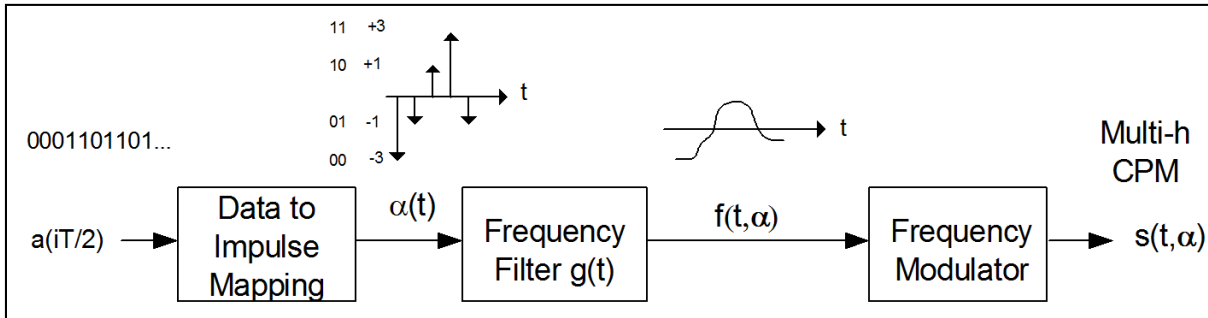 11 +3
10 +1
t
01 -1
00 -3
0001101101...
t
Multi-h
CPM
a(iT/2)
Data to
Impulse
Mapping
α(t)
Frequency
Filter g(t)
f(t,α)
Frequency
Modulator
s(t,α)